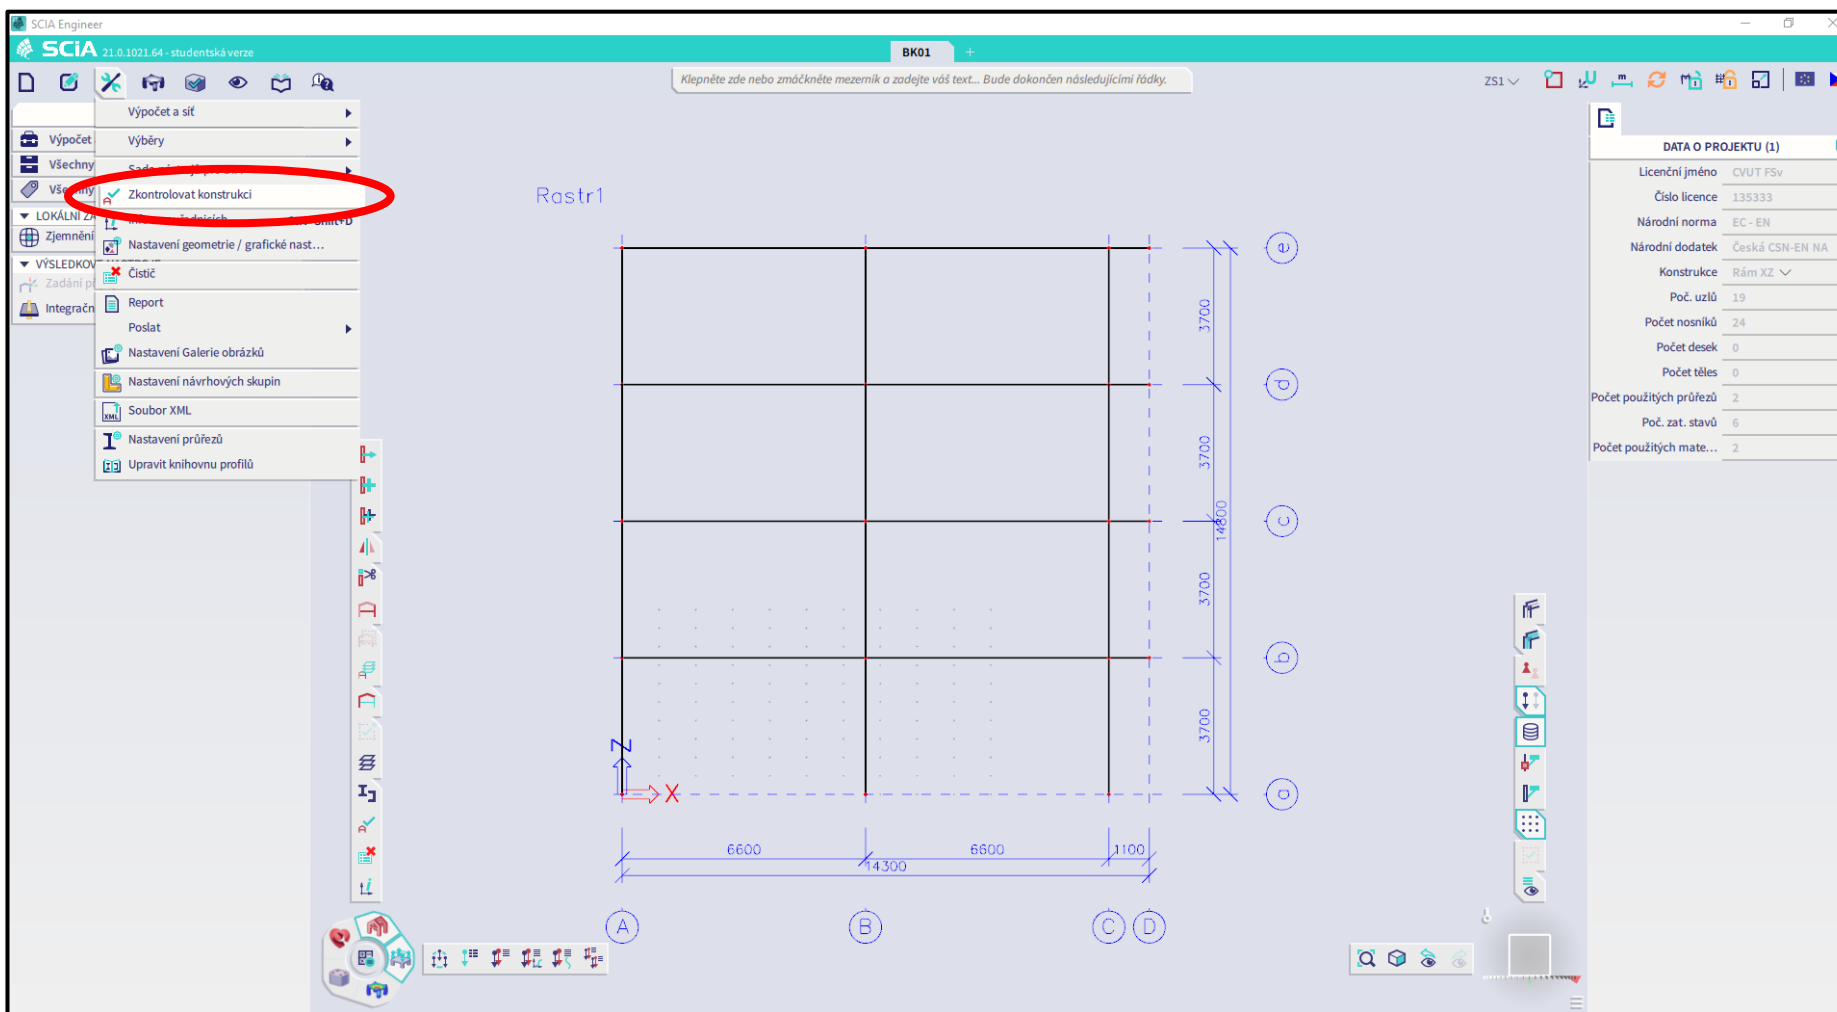 SCIA Engineer
SCiA 21.0.1021.64 - studentská verze
BK01
Klepněte zde nebo zmáčkněte mezerník a zadejte váš text... Bude dokončen následujícími řádky.
ZS1
Výpočet a síť
Výběry
Zkontrolovat konstrukci
Nastavení geometrie / grafické nast...
Čistič
Report
Poslat
Nastavení Galerie obrázků
Nastavení návrhových skupin
Soubor XML
Nastavení průřezů
Upravit knihovnu profilů
Výpočet
Všechny
Všechny
LOKÁLNÍ
Zjemnění
Zadání
Integrační
Rastr1
e
d
c
b
a
3700
3700
3700
3700
14800
Z
X
6600
6600
1100
14300
A
B
C
D
DATA O PROJEKTU (1)
Licenční jméno CVUT FSv
Číslo licence 135333
Národní norma EC - EN
Národní dodatek Česká CSN-EN NA
Konstrukce Rám XZ
Poč. uzlů 19
Počet nosníků 24
Počet desek 0
Počet těles 0
Počet použitých průřezů 2
Poč. zat. stavů 6
Počet použitých mate... 2